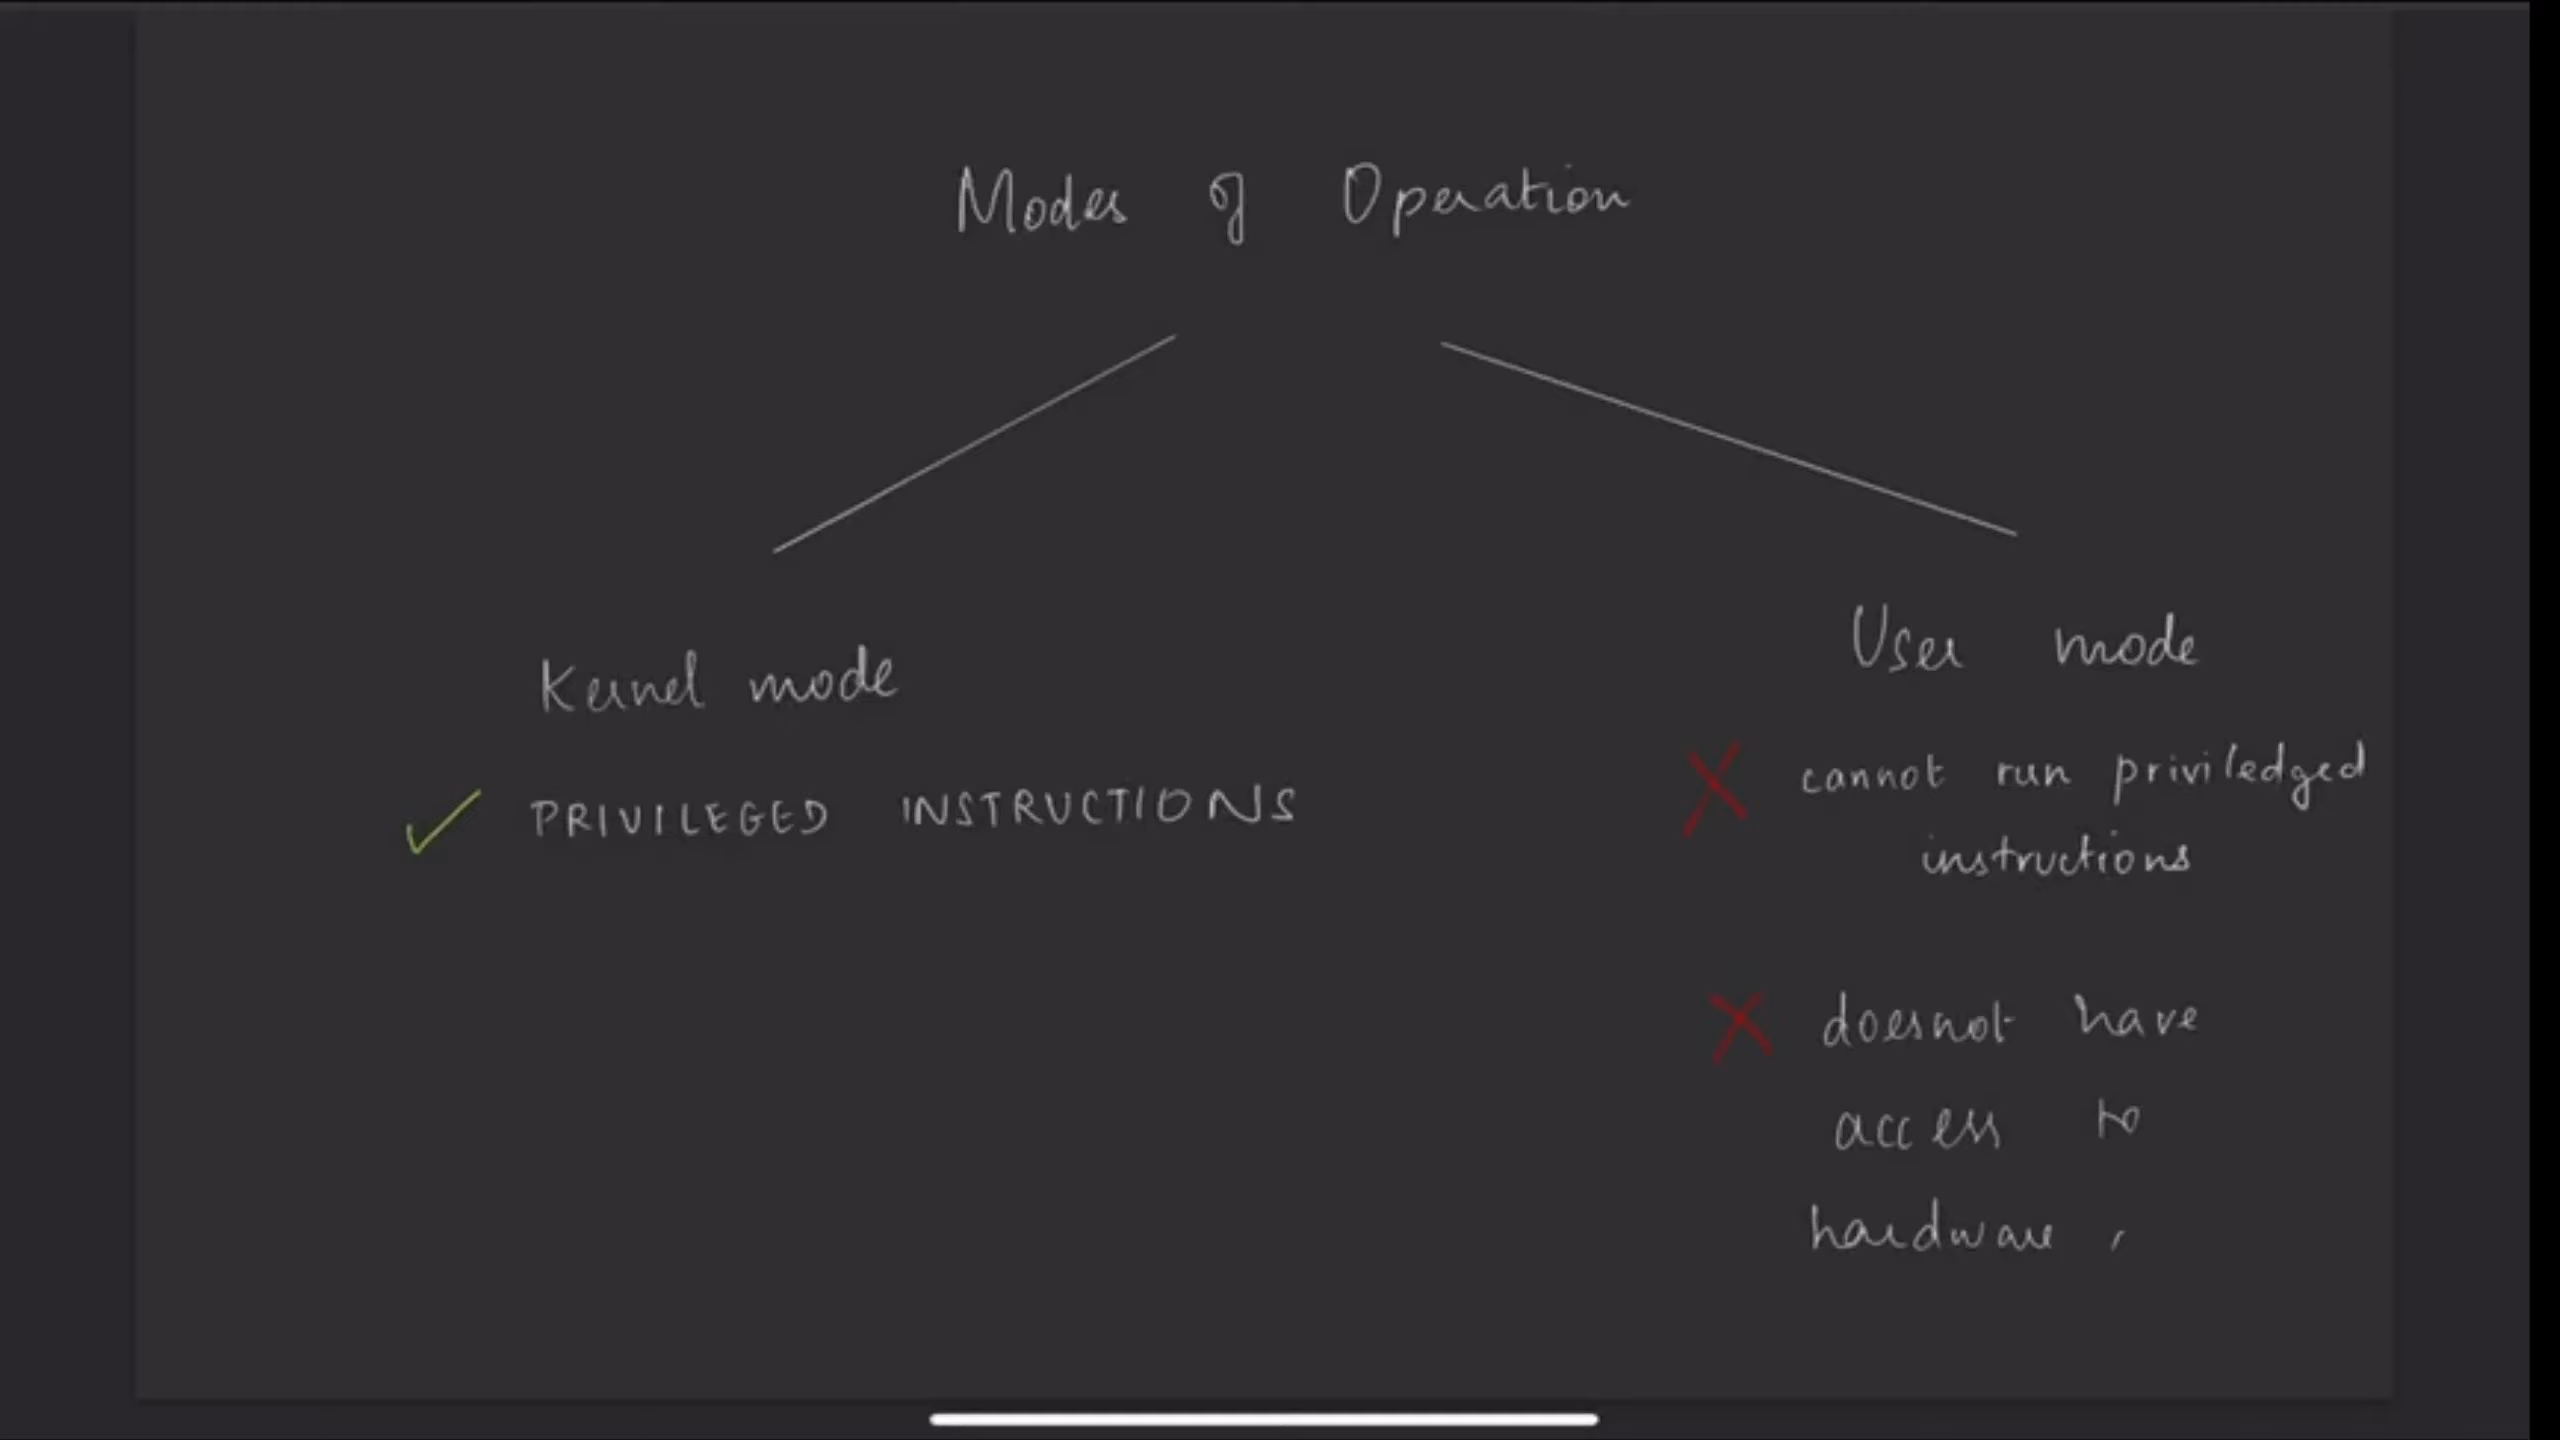 Modes of Operation
Kernel mode
PRIVILEGED INSTRUCTIONS
User mode
cannot run priviledged
instructions
doesnot have
access to
hardware,